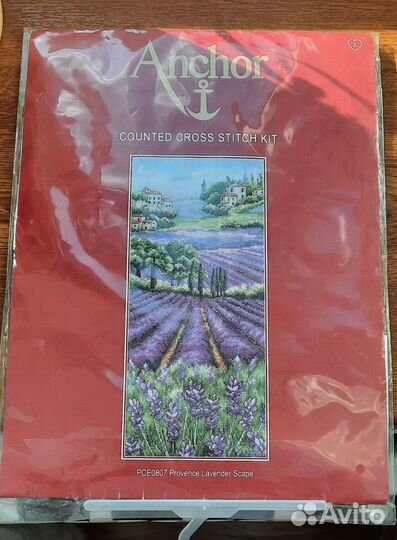 Anchor
COUNTED CROSS STITCH KIT
PCE0807 Provence Lavender Scape
Avito